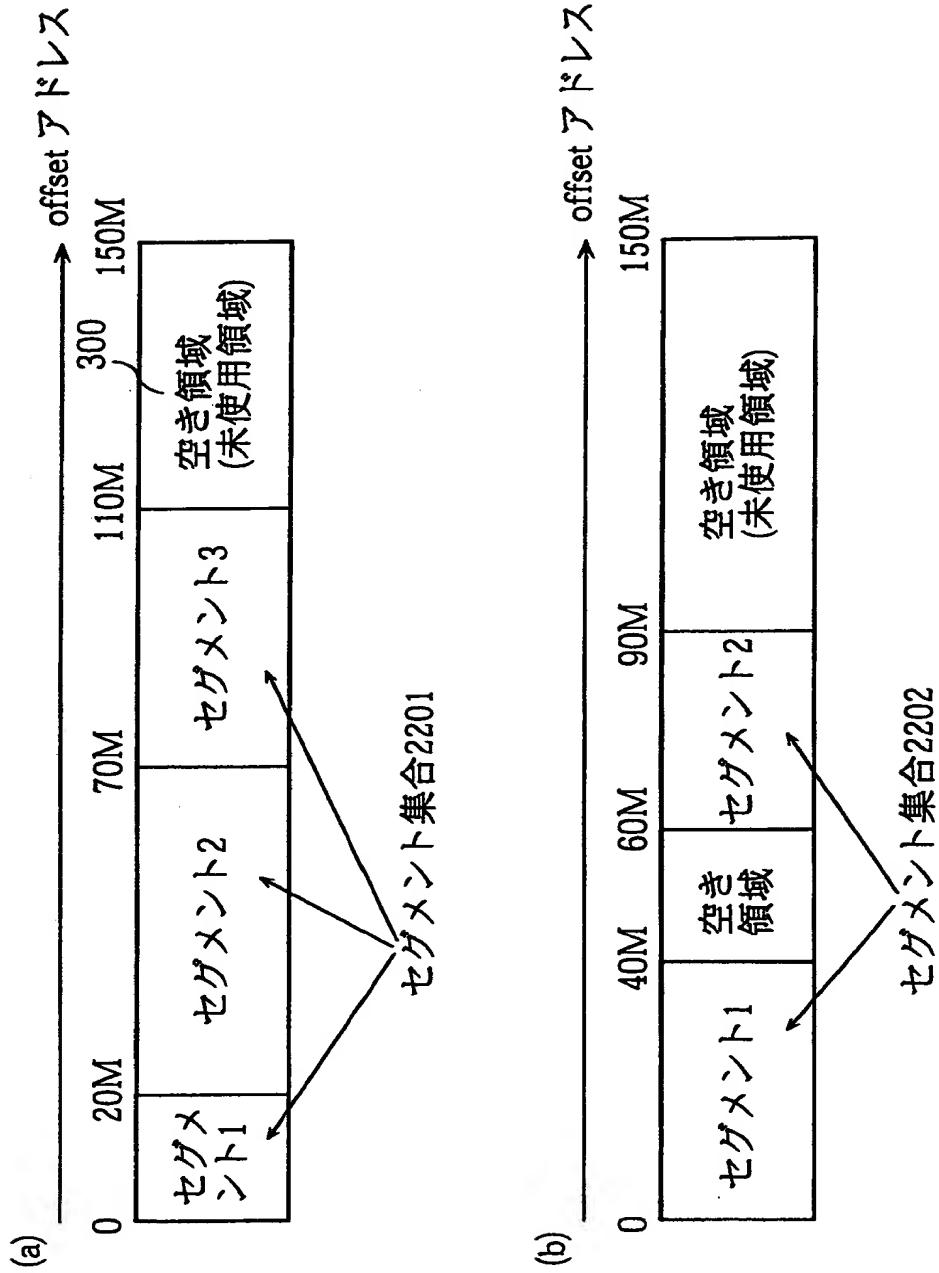 (a)
offset アドレス
0
20M
70M
110M
300
150M
セグメ
ント1
セグメント2
セグメント3
空き領域
(未使用領域)
セグメント集合2201
(b)
offset アドレス
0
40M
60M
90M
150M
セグメント1
空き
領域
セグメント2
空き領域
(未使用領域)
セグメント集合2202